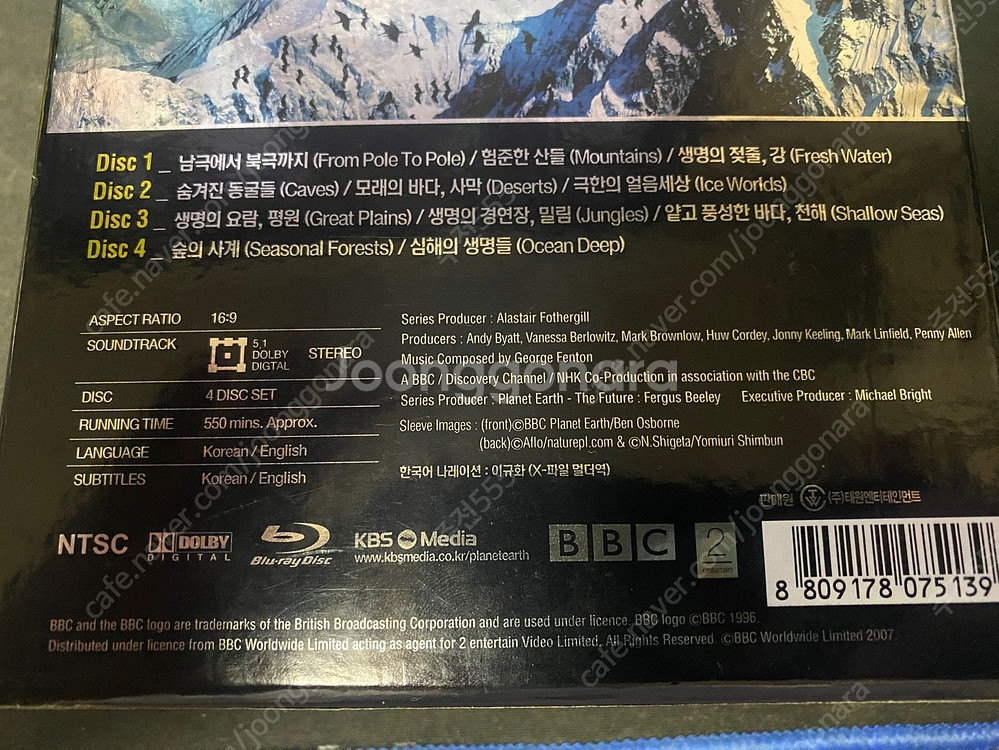 Disc 1 _ 남극에서 북극까지 (From Pole To Pole) / 험준한 산들 (Mountains) / 생명의 젖줄, 강 (Fresh Water)
Disc 2 _ 숨겨진 동굴들 (Caves) / 모래의 바다, 사막 (Deserts) / 극한의 얼음세상 (Ice Worlds)
Disc 3 _ 생명의 요람, 평원 (Great Plains) / 생명의 경연장, 밀림 (Jungles) / 얕고 풍성한 바다, 천해 (Shallow Seas)
Disc 4 _ 숲의 사계 (Seasonal Forests) / 심해의 생명들 (Ocean Deep)
ASPECT RATIO 16:9
SOUNDTRACK 5.1 DOLBY DIGTAL STEREO
DISC 4 DISC SET
RUNNING TIME 550 mins. Approx.
LANGUAGE Korean / English
SUBTITLES Korean / English
Series Producer : Alastair Fothergill
Producers : Andy Byatt, Vanessa Berlowitz, Mark Brownlow, Huw Cordey, Jonny Keeling, Mark Linfield, Penny Allen
Music Composed by George Fenton
A BBC / Discovery Channel / NHK Co-Production in association with the CBC
Series Producer : Planet Earth - The Future : Fergus Beeley Executive Producer : Michael Bright
Sleeve Images : (front)©BBC Planet Earth/Ben Osborne
(back)©Aflo/naturepl.com & ©N.Shigeta/Yomiuri Shimbun
한국어 나레이션 : 이규화 (X-파일 멀더역)
판매원 (주)태원엔터테인먼트
NTSC DOLBY DIGITAL Blu-ray Disc KBS Media BBC 2 entertain
www.kbsmedia.co.kr/planetearth
8 809178 075139
BBC and the BBC logo are trademarks of the British Broadcasting Corporation and are used under licence. BBC logo ©BBC 1996.
Distributed under licence from BBC Worldwide Limited acting as agent for 2 entertain Video Limited. All Rights Reserved. ©BBC Worldwide Limited 2007.
Joonggonara
cafe.naver.com/joonggonara